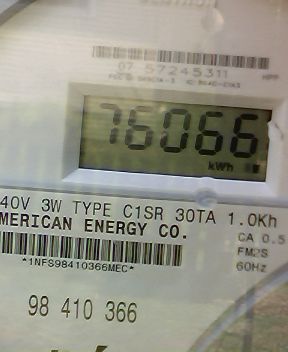 07 57245311
76066
kWh
40V 3W TYPE C1SR 30TA 1.0Kh
MERICAN ENERGY CO.
CA 0.5
*1NFS98410366MEC*
FM2S
60Hz
98 410 366